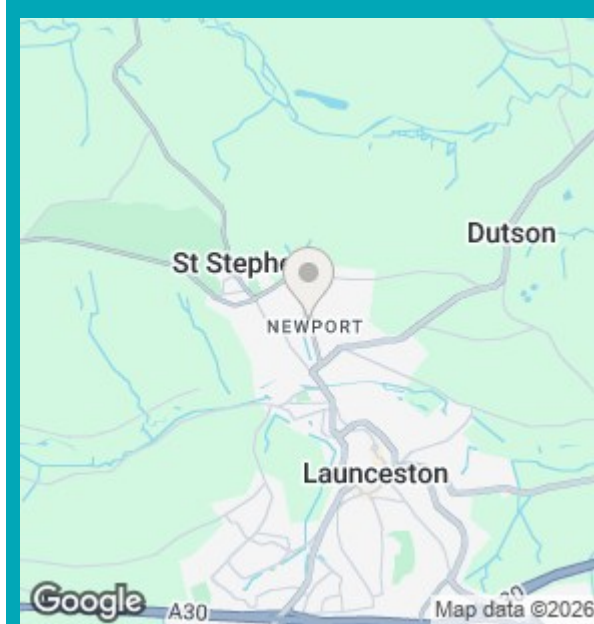 Dutson
St Stephe
NEWPORT
Launceston
Google
A30
Map data ©2026